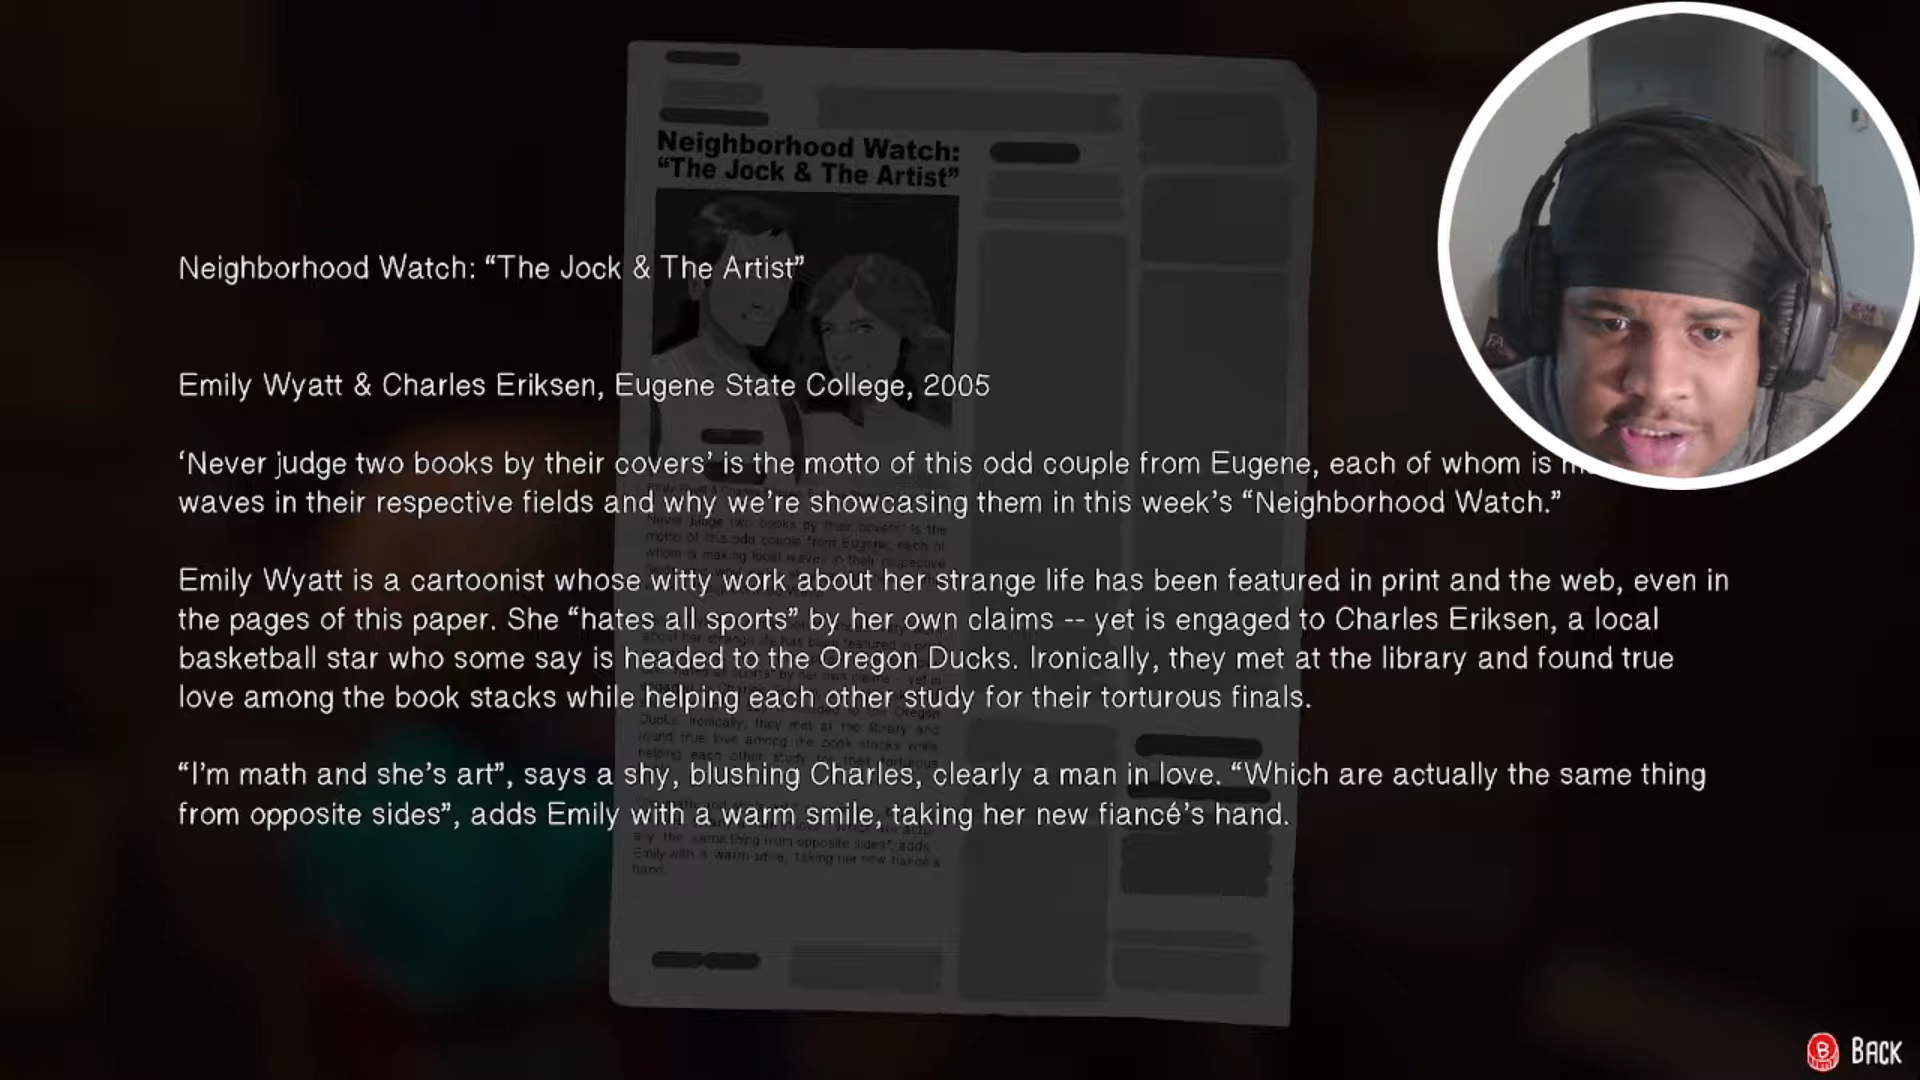 Neighborhood Watch:
“The Jock & The Artist”
Neighborhood Watch: “The Jock & The Artist”
Emily Wyatt & Charles Eriksen, Eugene State College, 2005
‘Never judge two books by their covers’ is the motto of this odd couple from Eugene, each of whom is
waves in their respective fields and why we’re showcasing them in this week’s “Neighborhood Watch.”
Emily Wyatt is a cartoonist whose witty work about her strange life has been featured in print and the web, even in
the pages of this paper. She “hates all sports” by her own claims -- yet is engaged to Charles Eriksen, a local
basketball star who some say is headed to the Oregon Ducks. Ironically, they met at the library and found true
love among the book stacks while helping each other study for their torturous finals.
“I’m math and she’s art”, says a shy, blushing Charles, clearly a man in love. “Which are actually the same thing
from opposite sides”, adds Emily with a warm smile, taking her new fiancé’s hand.
B BACK